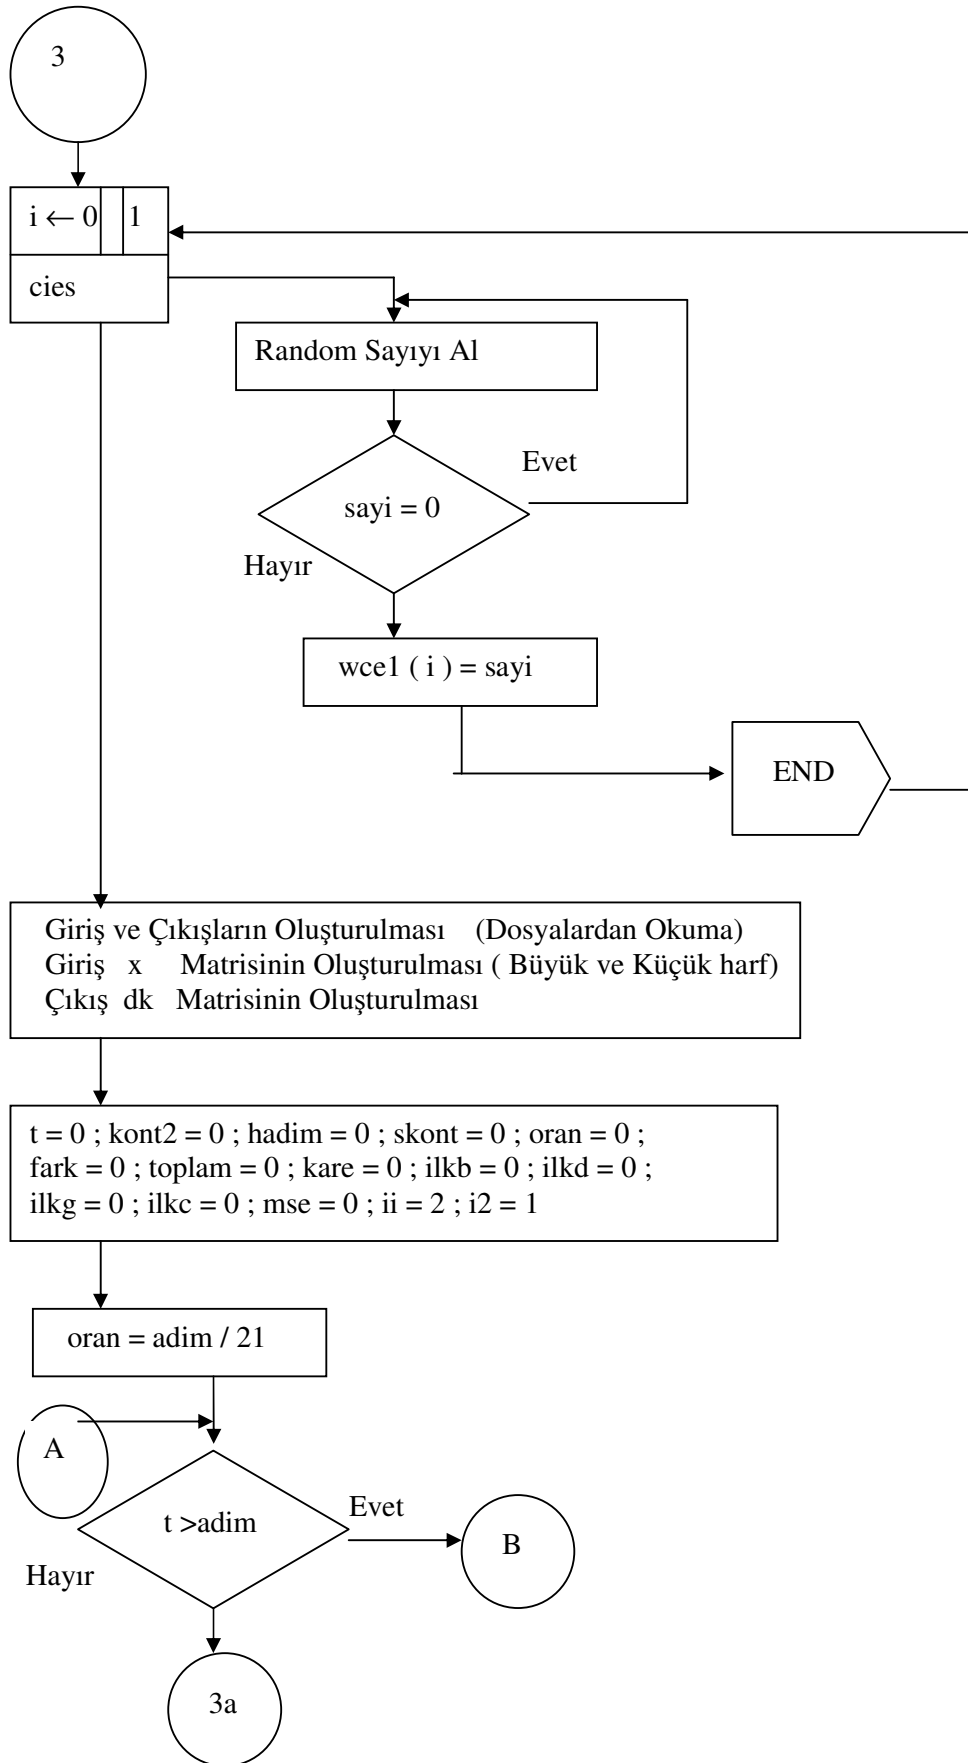 3
i ← 0 1
cies
Random Sayıyı Al
Evet
sayi = 0
Hayır
wce1 ( i ) = sayi
END
Giriş ve Çıkışların Oluşturulması (Dosyalardan Okuma)
Giriş x Matrisinin Oluşturulması ( Büyük ve Küçük harf)
Çıkış dk Matrisinin Oluşturulması
t = 0 ; kont2 = 0 ; hadim = 0 ; skont = 0 ; oran = 0 ;
fark = 0 ; toplam = 0 ; kare = 0 ; ilkb = 0 ; ilkd = 0 ;
ilkg = 0 ; ilkc = 0 ; mse = 0 ; ii = 2 ; i2 = 1
oran = adim / 21
A
t >adim
Evet
B
Hayır
3a